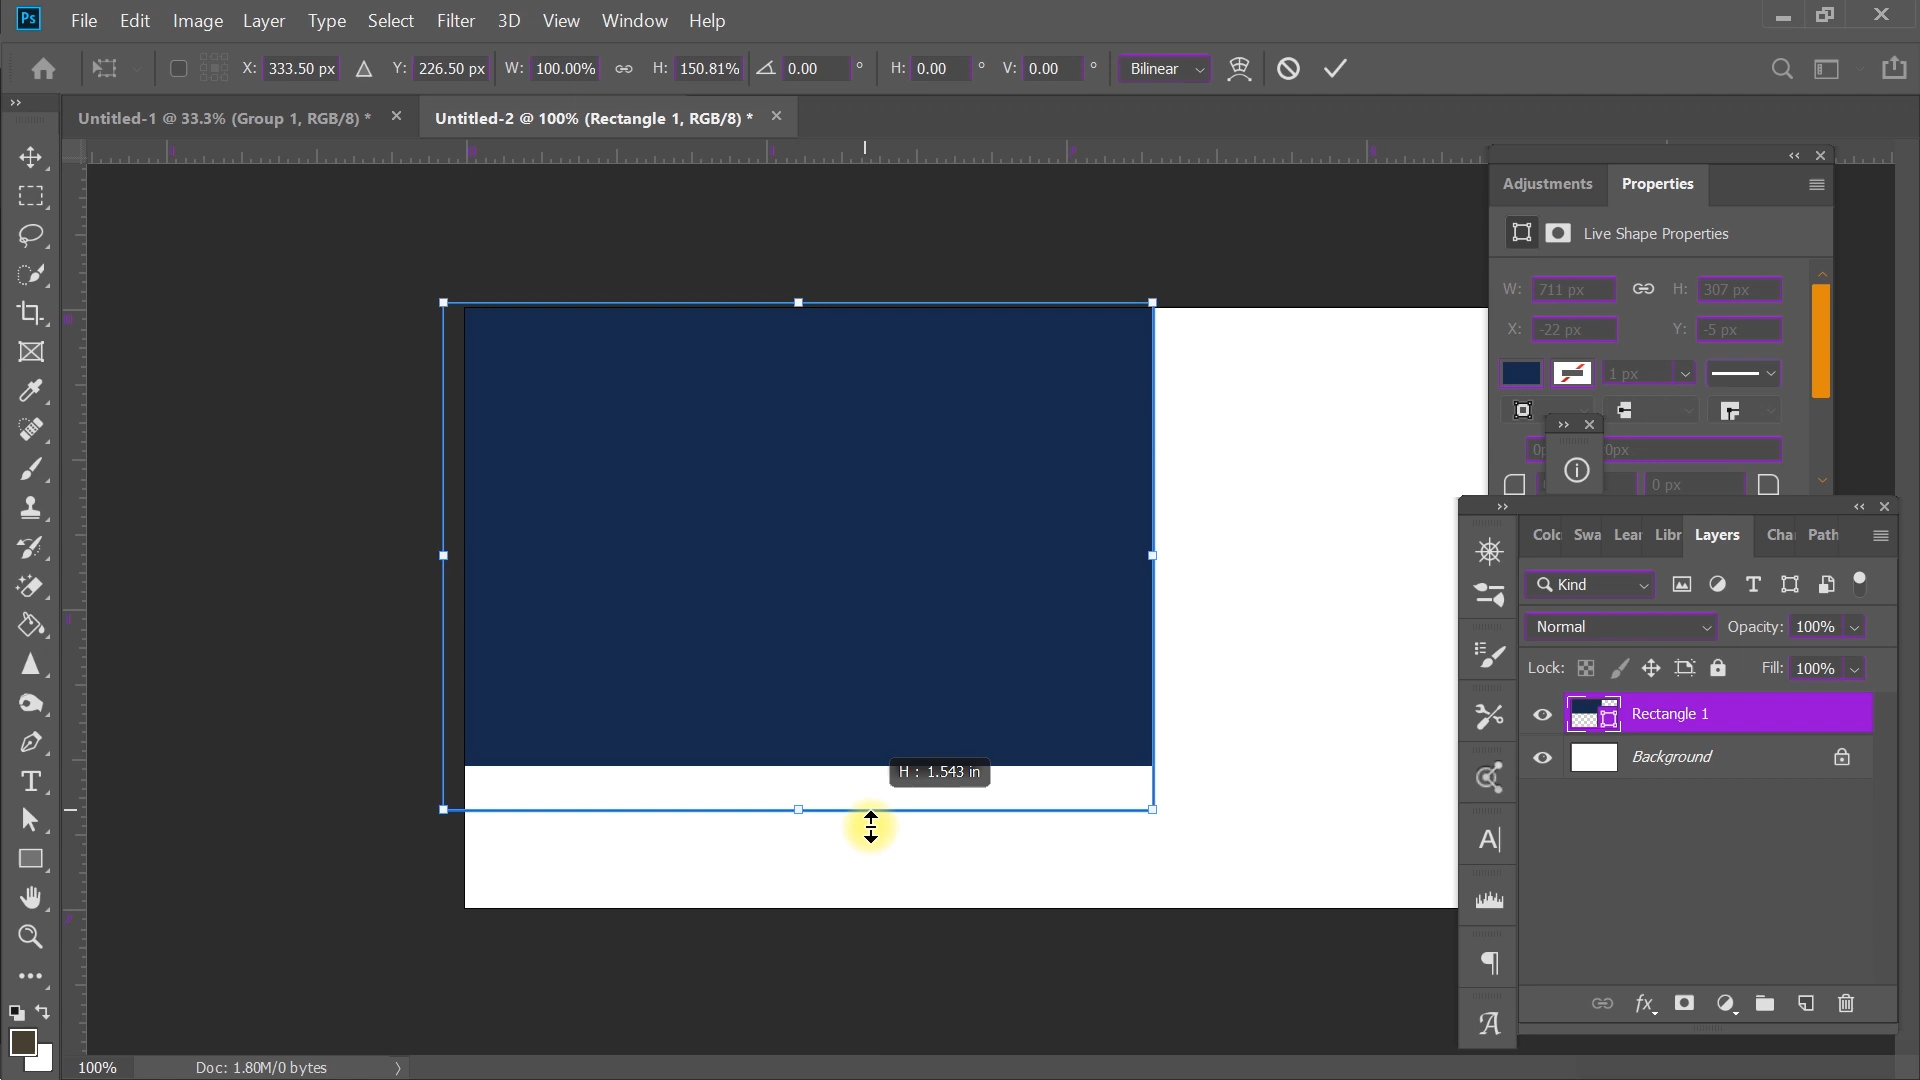 Ps File Edit Image Layer Type Select Filter 3D View Window Help
X: 333.50 px Y: 226.50 px W: 100.00% H: 150.81% 0.00 ° H: 0.00 ° V: 0.00 ° Bilinear
Untitled-1 @ 33.3% (Group 1, RGB/8) * Untitled-2 @ 100% (Rectangle 1, RGB/8) *
Adjustments Properties
Live Shape Properties
W: 711 px H: 307 px
X: -22 px Y: -5 px
1 px
0px
0 px
Colc Swa Lear Libr Layers Cha Path
Kind
Normal Opacity: 100%
Lock: Fill: 100%
Rectangle 1
Background
H : 1.543 in
100% Doc: 1.80M/0 bytes